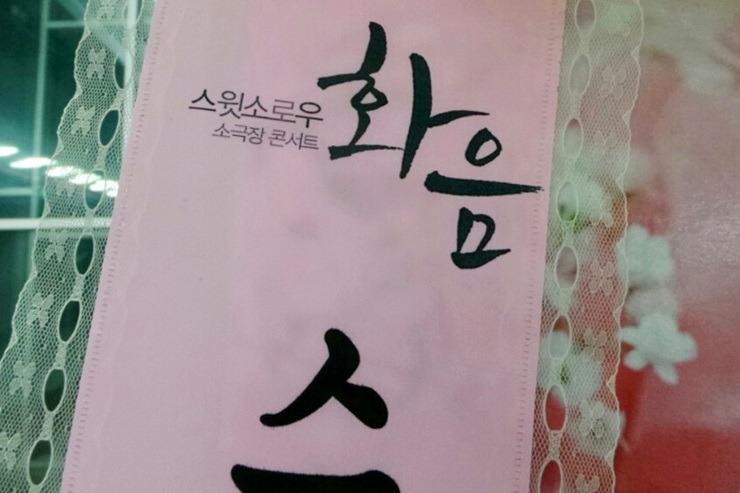 스윗소로우
소극장 콘서트
화음
스